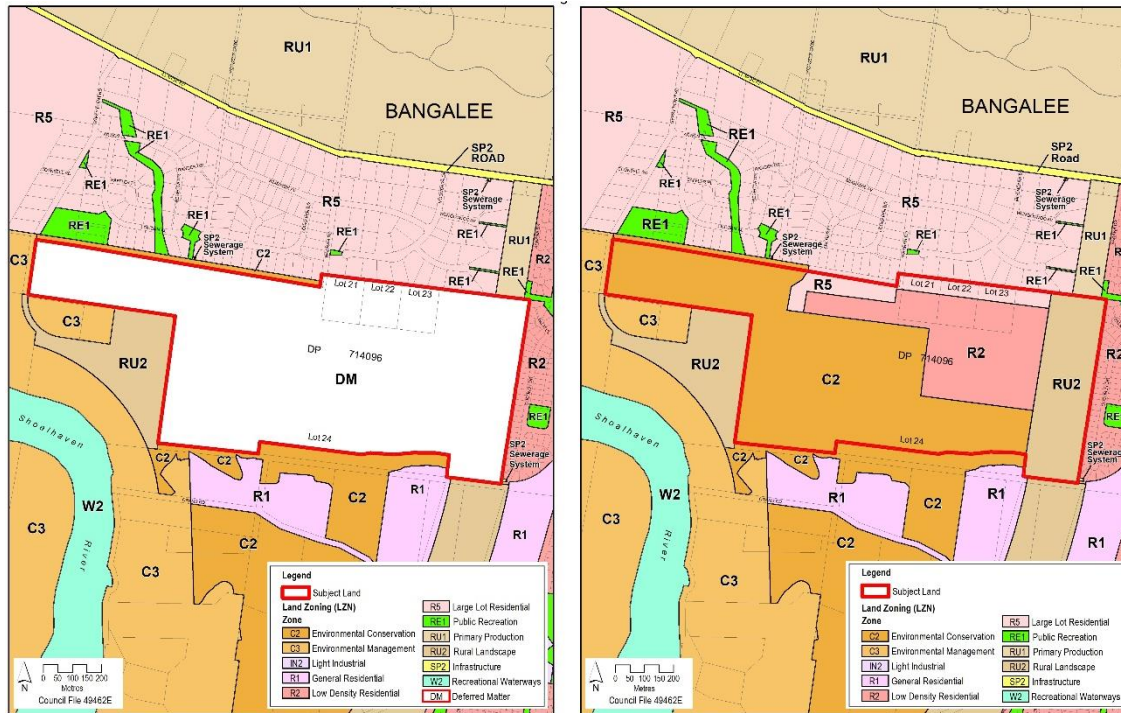 RU1
BANGALEE
R5
RE1
SP2
ROAD
RE1
R5
SP2
Sewerage
System
RE1
RE1
RE1
SP2
Sewerage
System
RE1
RE1
RU1
R2
C3
C2
RE1
Lot 21 Lot 22 Lot 23
C3
RU2
DP 714096
DM
R2
RE1
Shoalhaven
River
Lot 24
SP2
Sewerage
System
C2
C2
R1
C2
R1
W2
C3
C2
C3
R1
Legend
Subject Land
Land Zoning (LZN)
Zone
C2 Environmental Conservation
C3 Environmental Management
IN2 Light Industrial
R1 General Residential
R2 Low Density Residential
R5 Large Lot Residential
RE1 Public Recreation
RU1 Primary Production
RU2 Rural Landscape
SP2 Infrastructure
W2 Recreational Waterways
DM Deferred Matter
N
0 50 100 150 200
Metres
Council File 49462E
RU1
BANGALEE
R5
RE1
SP2
Road
RE1
R5
SP2
Sewerage
System
RE1
RE1
RE1
SP2
Sewerage
System
RE1
RE1
RU1
R2
C3
RE1
R5
Lot 21 Lot 22 Lot 23
C3
RU2
DP 714096
R2
C2
RU2
R2
RE1
Shoalhaven
River
Lot 24
SP2
Sewerage
System
C2
C2
R1
C2
R1
W2
C3
C2
C3
R1
Legend
Subject Land
Land Zoning (LZN)
Zone
C2 Environmental Conservation
C3 Environmental Management
IN2 Light Industrial
R1 General Residential
R2 Low Density Residential
R5 Large Lot Residential
RE1 Public Recreation
RU1 Primary Production
RU2 Rural Landscape
SP2 Infrastructure
W2 Recreational Waterways
N
0 50 100 150 200
Metres
Council File 49462E